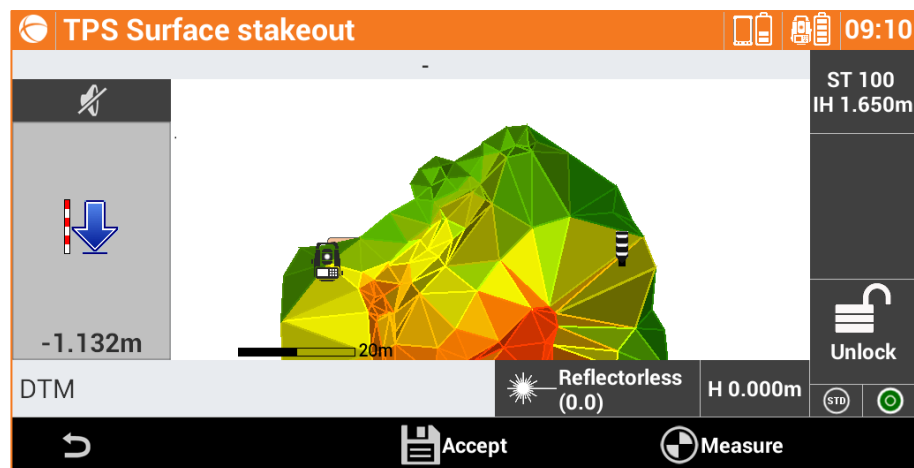 TPS Surface stakeout
09:10
-
ST 100
IH 1.650m
-1.132m
20m
Unlock
DTM
Reflectorless
(0.0)
H 0.000m
STD
Accept
Measure